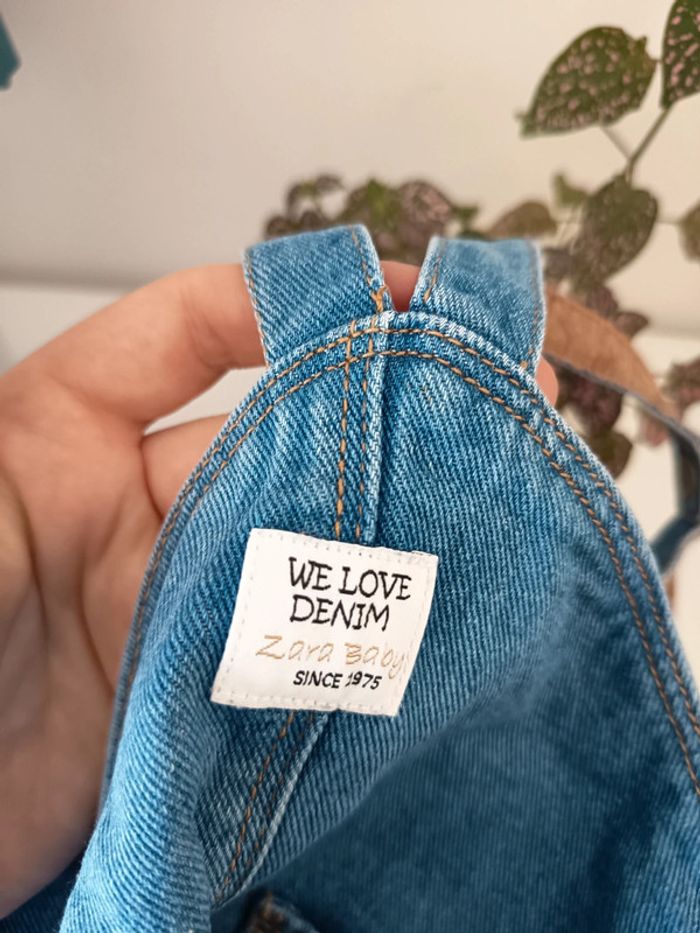 WE LOVE
DENIM
Zara Baby
SINCE 1975